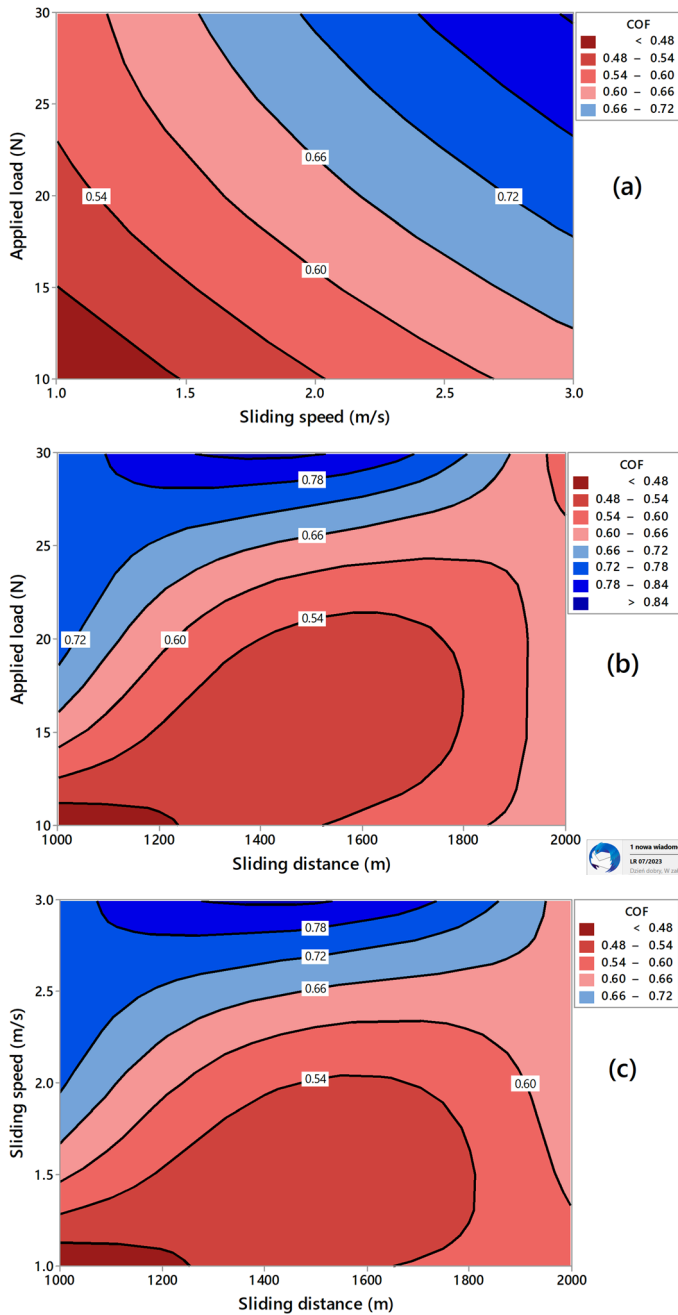 30
25
20
15
10
Applied load (N)
0.54
0.66
0.60
0.72
1.0
1.5
2.0
2.5
3.0
Sliding speed (m/s)
COF
< 0.48
0.48 – 0.54
0.54 – 0.60
0.60 – 0.66
0.66 – 0.72
(a)
30
25
20
15
10
Applied load (N)
0.78
0.66
0.72
0.60
0.54
1000
1200
1400
1600
1800
2000
Sliding distance (m)
COF
< 0.48
0.48 – 0.54
0.54 – 0.60
0.60 – 0.66
0.66 – 0.72
0.72 – 0.78
0.78 – 0.84
> 0.84
(b)
1 nowa wiadomo
LR 07/2023
Dzień dobry, W zał
3.0
2.5
2.0
1.5
1.0
Sliding speed (m/s)
0.78
0.72
0.66
0.54
0.60
1000
1200
1400
1600
1800
2000
Sliding distance (m)
COF
< 0.48
0.48 – 0.54
0.54 – 0.60
0.60 – 0.66
0.66 – 0.72
(c)